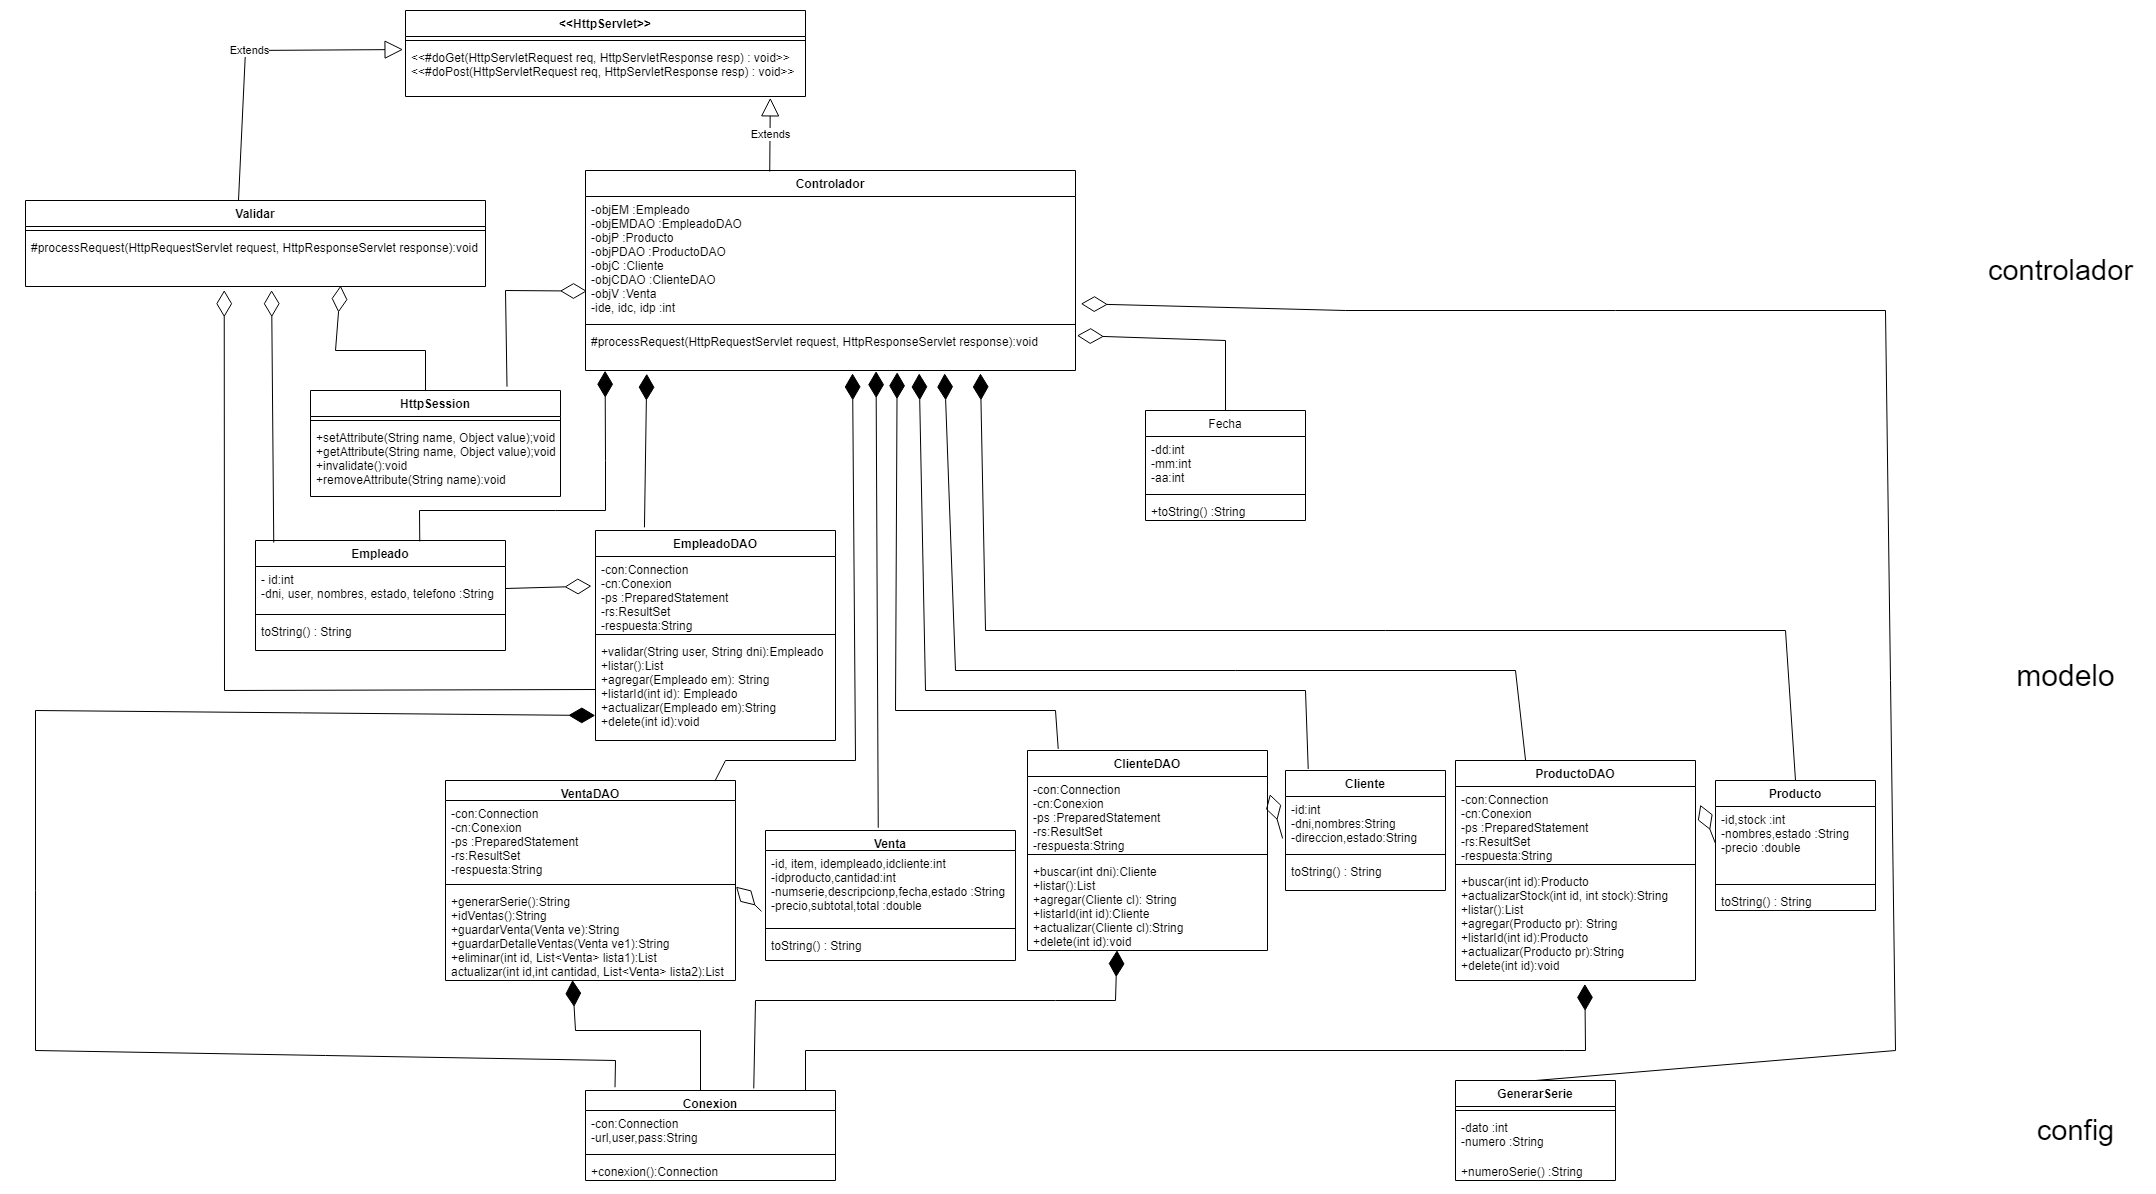 <<HttpServlet>>
<<#doGet(HttpServletRequest req, HttpServletResponse resp) : void>>
<<#doPost(HttpServletRequest req, HttpServletResponse resp) : void>>
Extends
Extends
Controlador
-objEM :Empleado
-objEMDAO :EmpleadoDAO
-objP :Producto
-objPDAO :ProductoDAO
-objC :Cliente
-objCDAO :ClienteDAO
-objV :Venta
-ide, idc, idp :int
#processRequest(HttpRequestServlet request, HttpResponseServlet response):void
Validar
#processRequest(HttpRequestServlet request, HttpResponseServlet response):void
controlador
HttpSession
+setAttribute(String name, Object value);void
+getAttribute(String name, Object value);void
+invalidate():void
+removeAttribute(String name):void
Fecha
-dd:int
-mm:int
-aa:int
+toString() :String
Empleado
- id:int
-dni, user, nombres, estado, telefono :String
toString() : String
EmpleadoDAO
-con:Connection
-cn:Conexion
-ps :PreparedStatement
-rs:ResultSet
-respuesta:String
+validar(String user, String dni):Empleado
+listar():List
+agregar(Empleado em): String
+listarId(int id): Empleado
+actualizar(Empleado em):String
+delete(int id):void
modelo
VentaDAO
-con:Connection
-cn:Conexion
-ps :PreparedStatement
-rs:ResultSet
-respuesta:String
+generarSerie():String
+idVentas():String
+guardarVenta(Venta ve):String
+guardarDetalleVentas(Venta ve1):String
+eliminar(int id, List<Venta> lista1):List
actualizar(int id,int cantidad, List<Venta> lista2):List
Venta
-id, item, idempleado,idcliente:int
-idproducto,cantidad:int
-numserie,descripcionp,fecha,estado :String
-precio,subtotal,total :double
toString() : String
ClienteDAO
-con:Connection
-cn:Conexion
-ps :PreparedStatement
-rs:ResultSet
-respuesta:String
+buscar(int dni):Cliente
+listar():List
+agregar(Cliente cl): String
+listarId(int id):Cliente
+actualizar(Cliente cl):String
+delete(int id):void
Cliente
-id:int
-dni,nombres:String
-direccion,estado:String
toString() : String
ProductoDAO
-con:Connection
-cn:Conexion
-ps :PreparedStatement
-rs:ResultSet
-respuesta:String
+buscar(int id):Producto
+actualizarStock(int id, int stock):String
+listar():List
+agregar(Producto pr): String
+listarId(int id):Producto
+actualizar(Producto pr):String
+delete(int id):void
Producto
-id,stock :int
-nombres,estado :String
-precio :double
toString() : String
Conexion
-con:Connection
-url,user,pass:String
+conexion():Connection
GenerarSerie
-dato :int
-numero :String
+numeroSerie() :String
config